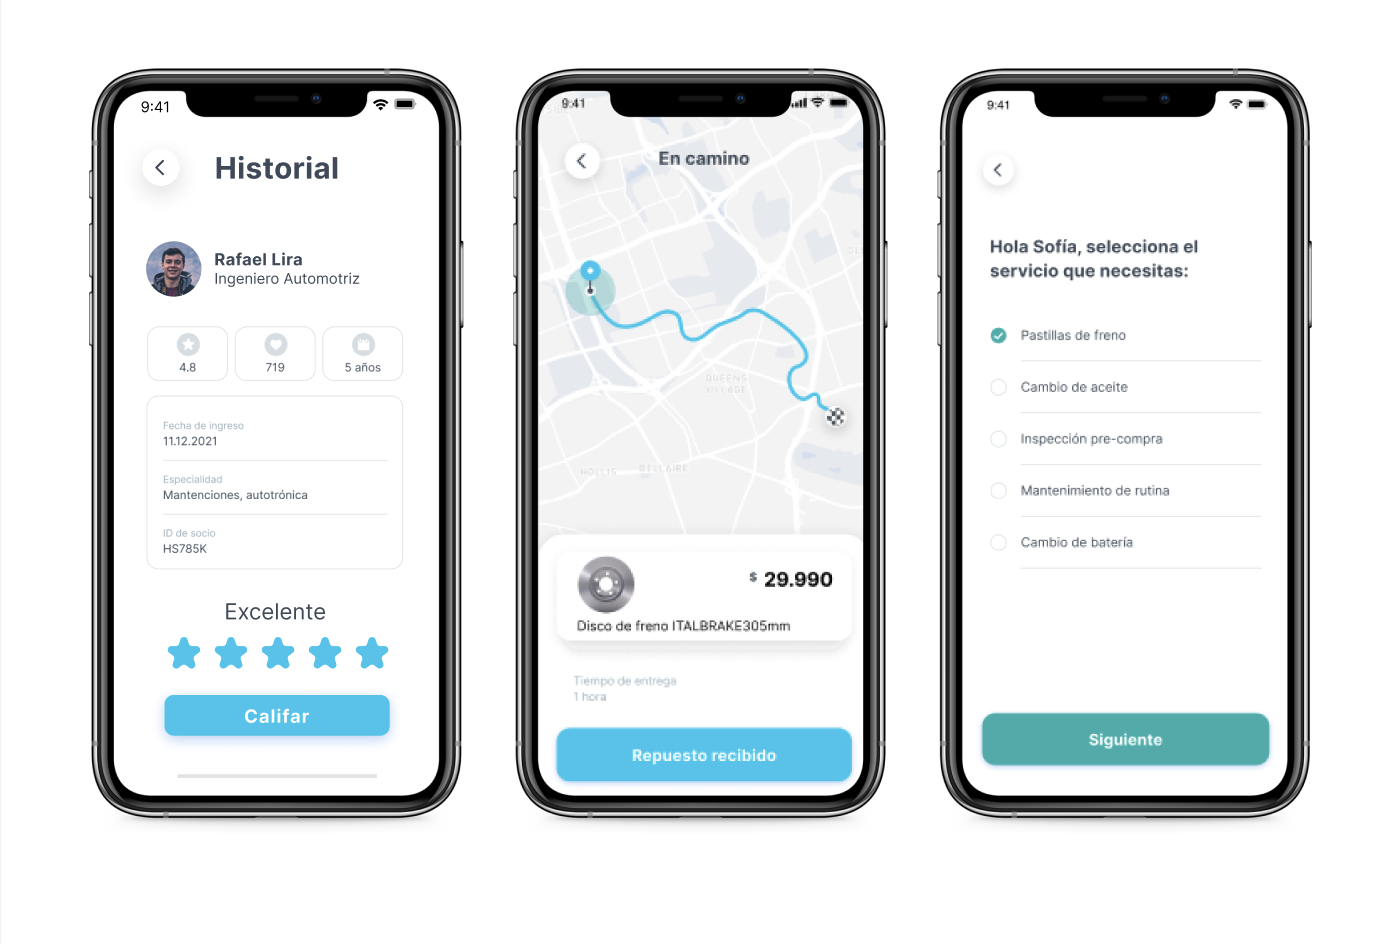 9:41
Historial
Rafael Lira
Ingeniero Automotriz
4.8
719
5 años
Fecha de ingreso
11.12.2021
Especialidad
Mantenciones, autotrónica
ID de socio
HS785K
Excelente
Califar
9:41
En camino
QUEENS
VILLAGE
HOLLIS
BELLAIRE
$ 29.990
Disco de freno ITALBRAKE305mm
Tiempo de entrega
1 hora
Repuesto recibido
9:41
Hola Sofía, selecciona el
servicio que necesitas:
Pastillas de freno
Cambio de aceite
Inspección pre-compra
Mantenimiento de rutina
Cambio de batería
Siguiente